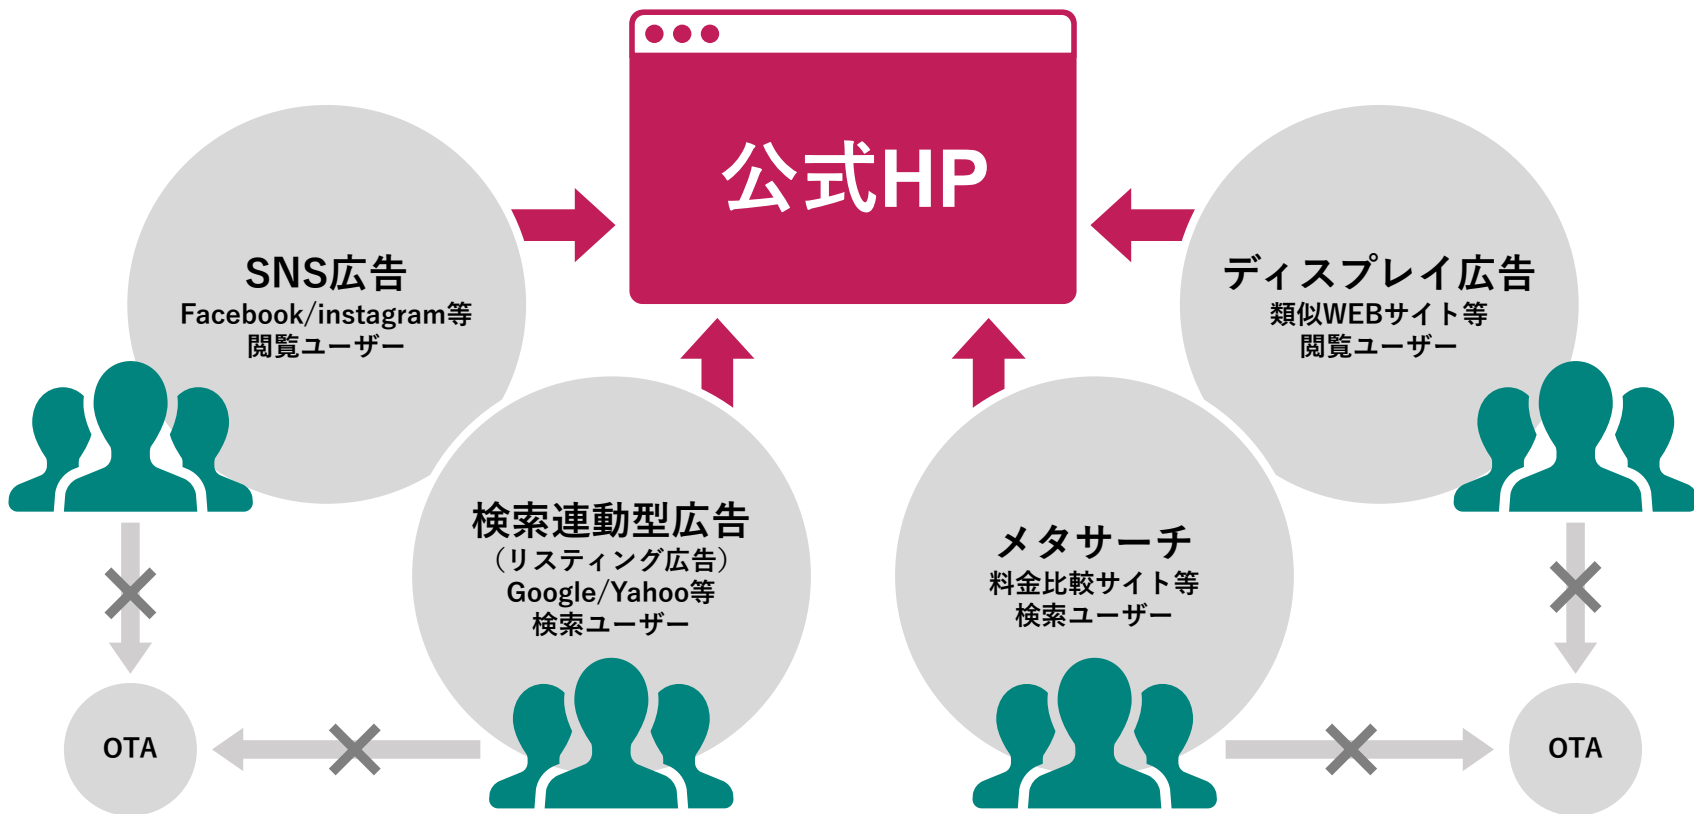 公式HP
SNS広告
Facebook/instagram等
閲覧ユーザー
ディスプレイ広告
類似WEBサイト等
閲覧ユーザー
検索連動型広告
（リスティング広告）
Google/Yahoo等
検索ユーザー
メタサーチ
料金比較サイト等
検索ユーザー
OTA
OTA